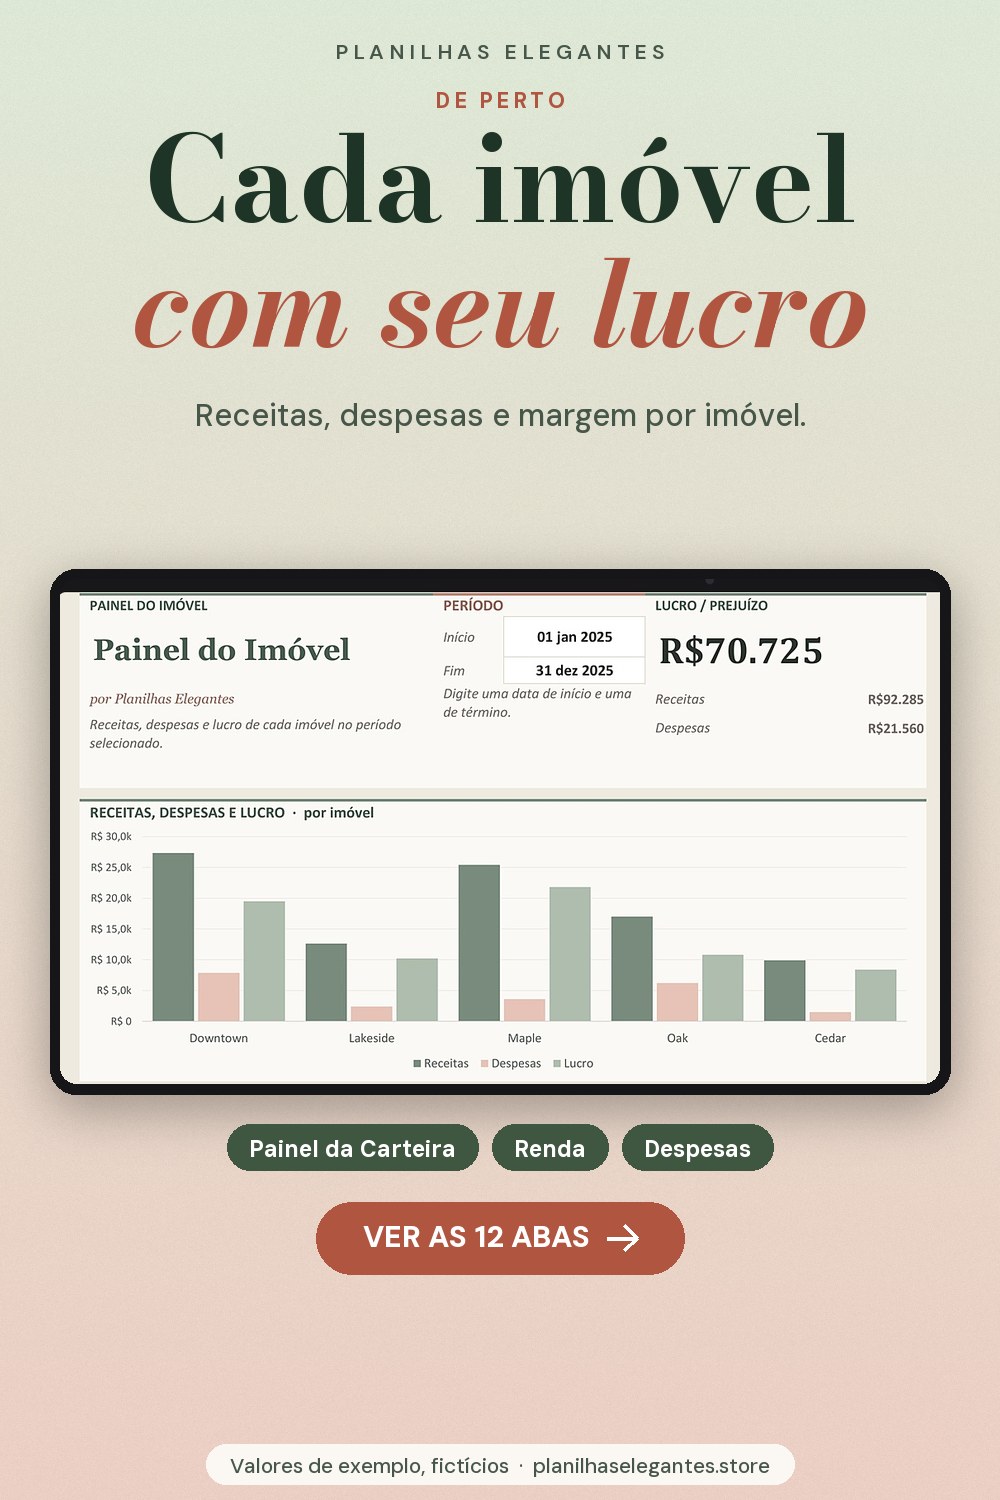 PLANILHAS ELEGANTES
DE PERTO
Cada imóvel
com seu lucro
Receitas, despesas e margem por imóvel.
PAINEL DO IMÓVEL
Painel do Imóvel
por Planilhas Elegantes
Receitas, despesas e lucro de cada imóvel no período
selecionado.
PERÍODO
Início 01 jan 2025
Fim 31 dez 2025
Digite uma data de início e uma
de término.
LUCRO / PREJUÍZO
R$70.725
Receitas R$92.285
Despesas R$21.560
RECEITAS, DESPESAS E LUCRO · por imóvel
R$ 30,0k
R$ 25,0k
R$ 20,0k
R$ 15,0k
R$ 10,0k
R$ 5,0k
R$ 0
Downtown Lakeside Maple Oak Cedar
Receitas Despesas Lucro
Painel da Carteira Renda Despesas
VER AS 12 ABAS →
Valores de exemplo, fictícios · planilhaselegantes.store